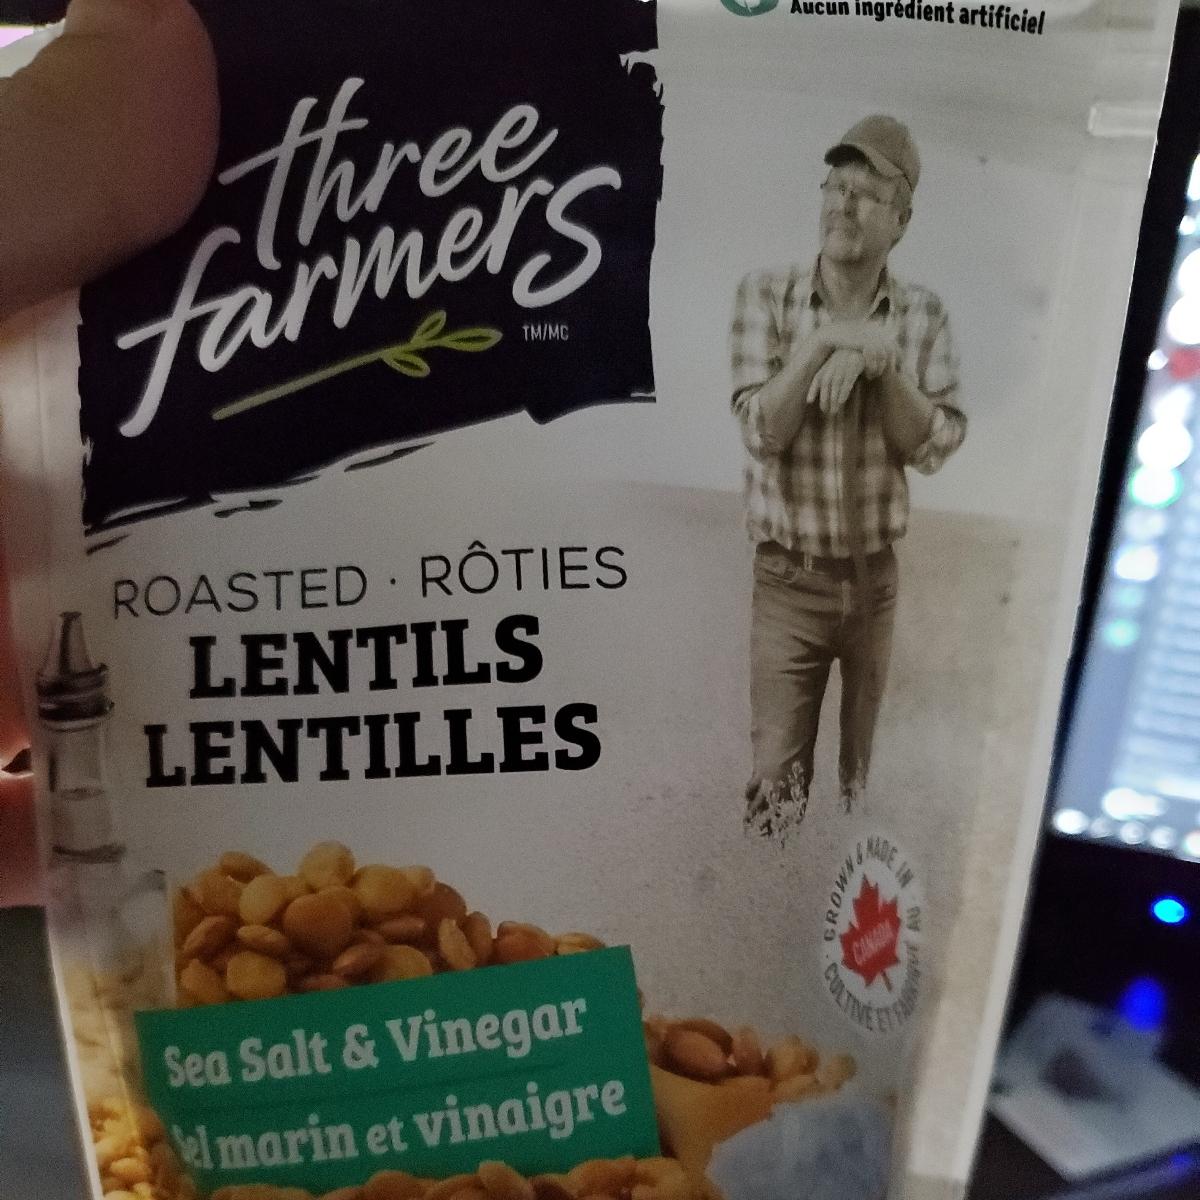 Aucun ingrédient artificiel
three
farmers
TM/MC
ROASTED · RÔTIES
LENTILS
LENTILLES
GROWN & MADE IN
CANADA
CULTIVÉ ET FABRIQUÉ AU
Sea Salt & Vinegar
Sel marin et vinaigre